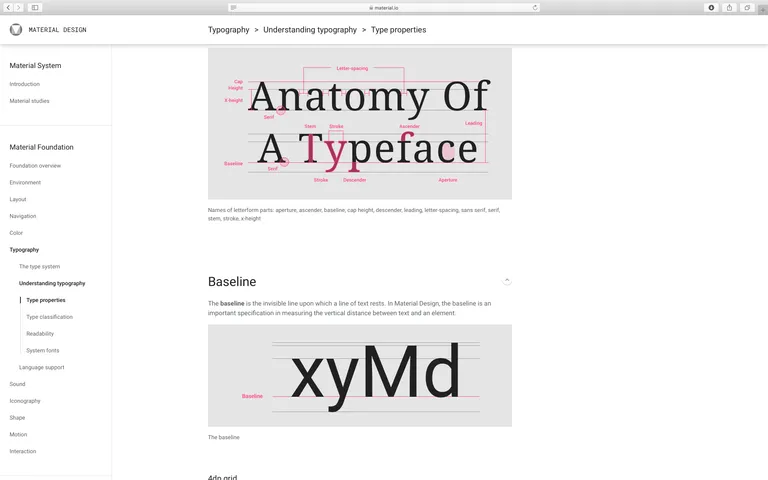 material.io
MATERIAL DESIGN
Typography > Understanding typography > Type properties
Material System
Introduction
Material studies
Material Foundation
Foundation overview
Environment
Layout
Navigation
Color
Typography
The type system
Understanding typography
Type properties
Type classification
Readability
System fonts
Language support
Sound
Iconography
Shape
Motion
Interaction
Letter-spacing
Cap
Height
X height
Anatomy Of
Serif
Stem
Stroke
Ascender
Leading
A Typeface
Baseline
Serif
Stroke
Descender
Aperture
Names of letterform parts: aperture, ascender, baseline, cap height, descender, leading, letter-spacing, sans serif, serif,
stem, stroke, x-height
Baseline
The baseline is the invisible line upon which a line of text rests. In Material Design, the baseline is an
important specification in measuring the vertical distance between text and an element.
xyMd
Baseline
The baseline
4dp grid